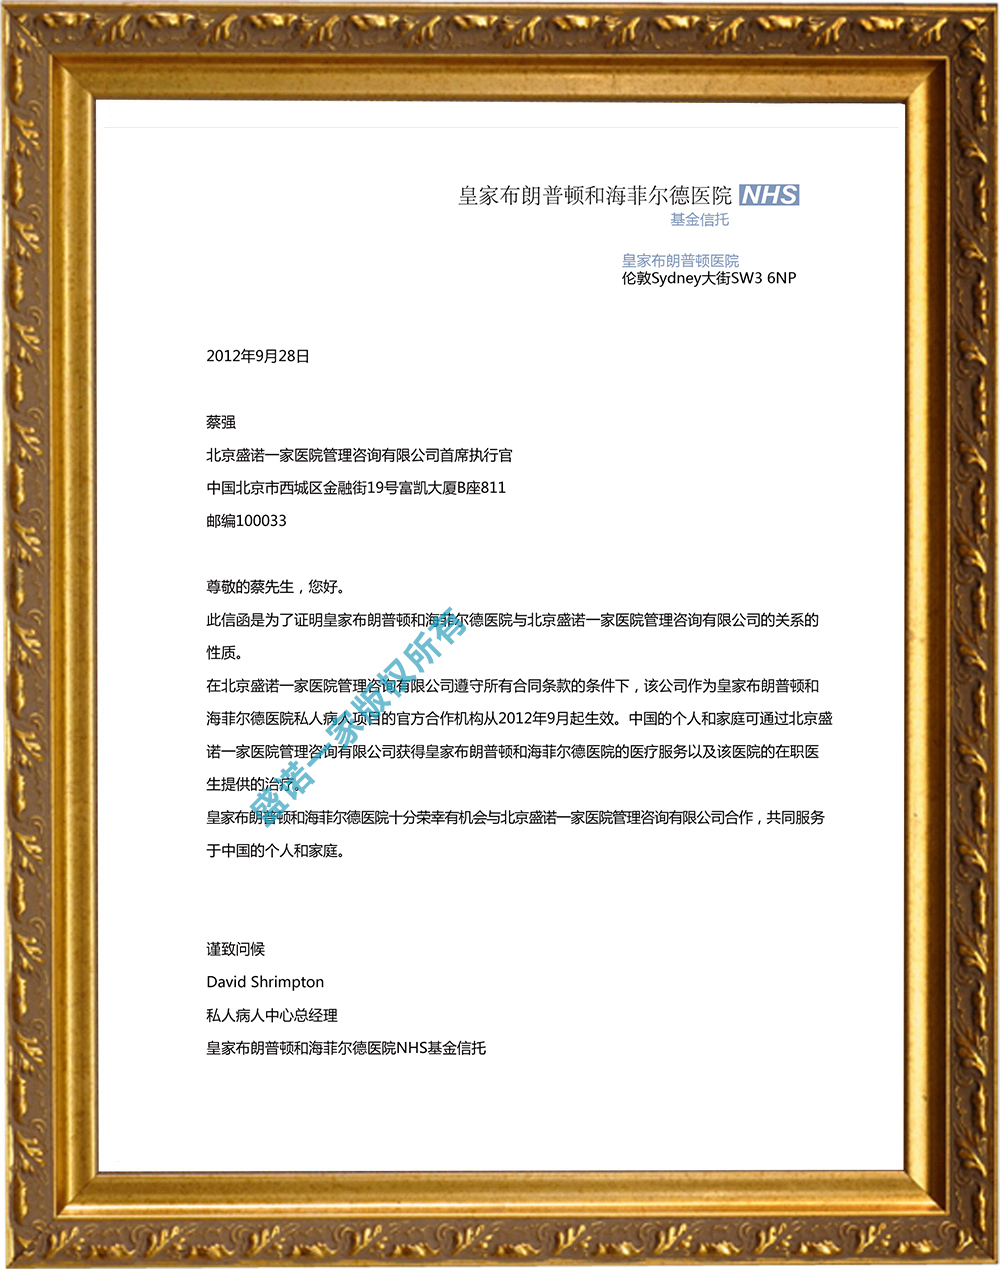 皇家布朗普顿和海菲尔德医院 NHS
基金信托
皇家布朗普顿医院
伦敦Sydney大街SW3 6NP
2012年9月28日
蔡强
北京盛诺一家医院管理咨询有限公司首席执行官
中国北京市西城区金融街19号富凯大厦B座811
邮编100033
尊敬的蔡先生，您好。
此信函是为了证明皇家布朗普顿和海菲尔德医院与北京盛诺一家医院管理咨询有限公司的关系的
性质。
在北京盛诺一家医院管理咨询有限公司遵守所有合同条款的条件下，该公司作为皇家布朗普顿和
海菲尔德医院私人病人项目的官方合作机构从2012年9月起生效。中国的个人和家庭可通过北京盛
诺一家医院管理咨询有限公司获得皇家布朗普顿和海菲尔德医院的医疗服务以及该医院的在职医
生提供的治疗。
皇家布朗普顿和海菲尔德医院十分荣幸有机会与北京盛诺一家医院管理咨询有限公司合作，共同服务
于中国的个人和家庭。
盛诺一家版权所有
谨致问候
David Shrimpton
私人病人中心总经理
皇家布朗普顿和海菲尔德医院NHS基金信托